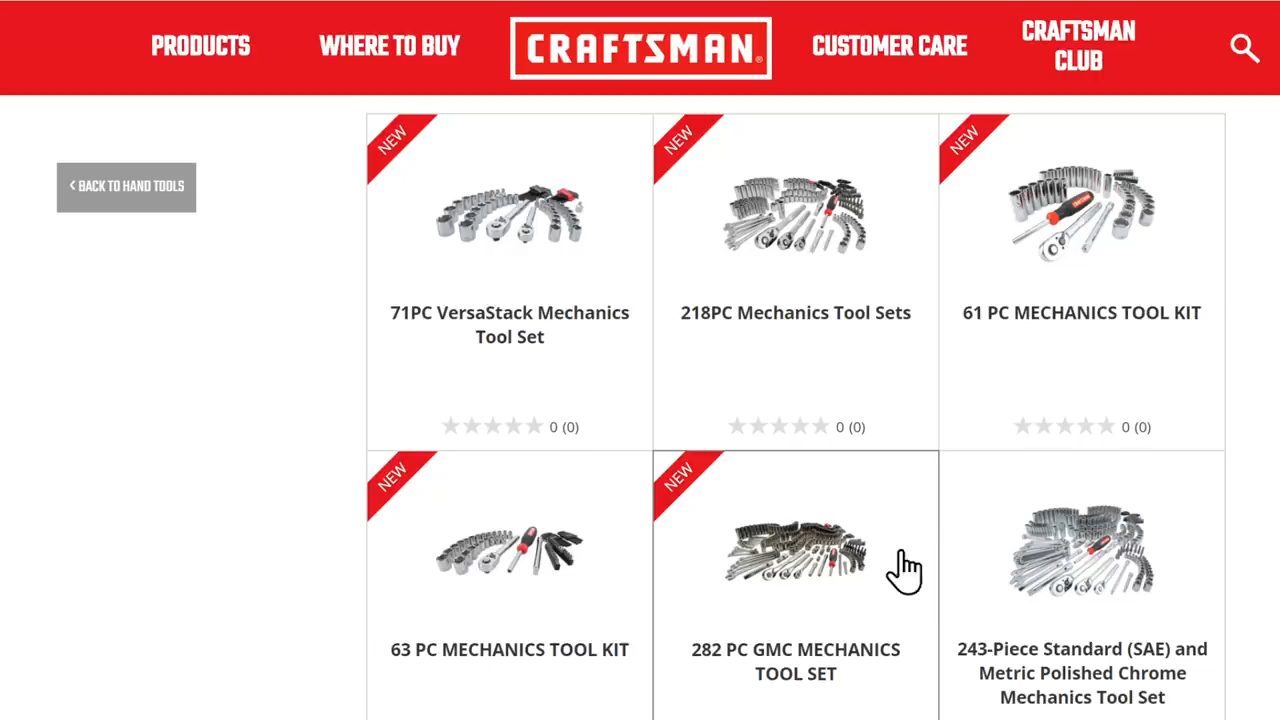 PRODUCTS
WHERE TO BUY
CRAFTSMAN®
CUSTOMER CARE
CRAFTSMAN
CLUB
< BACK TO HAND TOOLS
NEW
71PC VersaStack Mechanics
Tool Set
0 (0)
NEW
218PC Mechanics Tool Sets
0 (0)
NEW
61 PC MECHANICS TOOL KIT
0 (0)
NEW
63 PC MECHANICS TOOL KIT
NEW
282 PC GMC MECHANICS
TOOL SET
243-Piece Standard (SAE) and
Metric Polished Chrome
Mechanics Tool Set